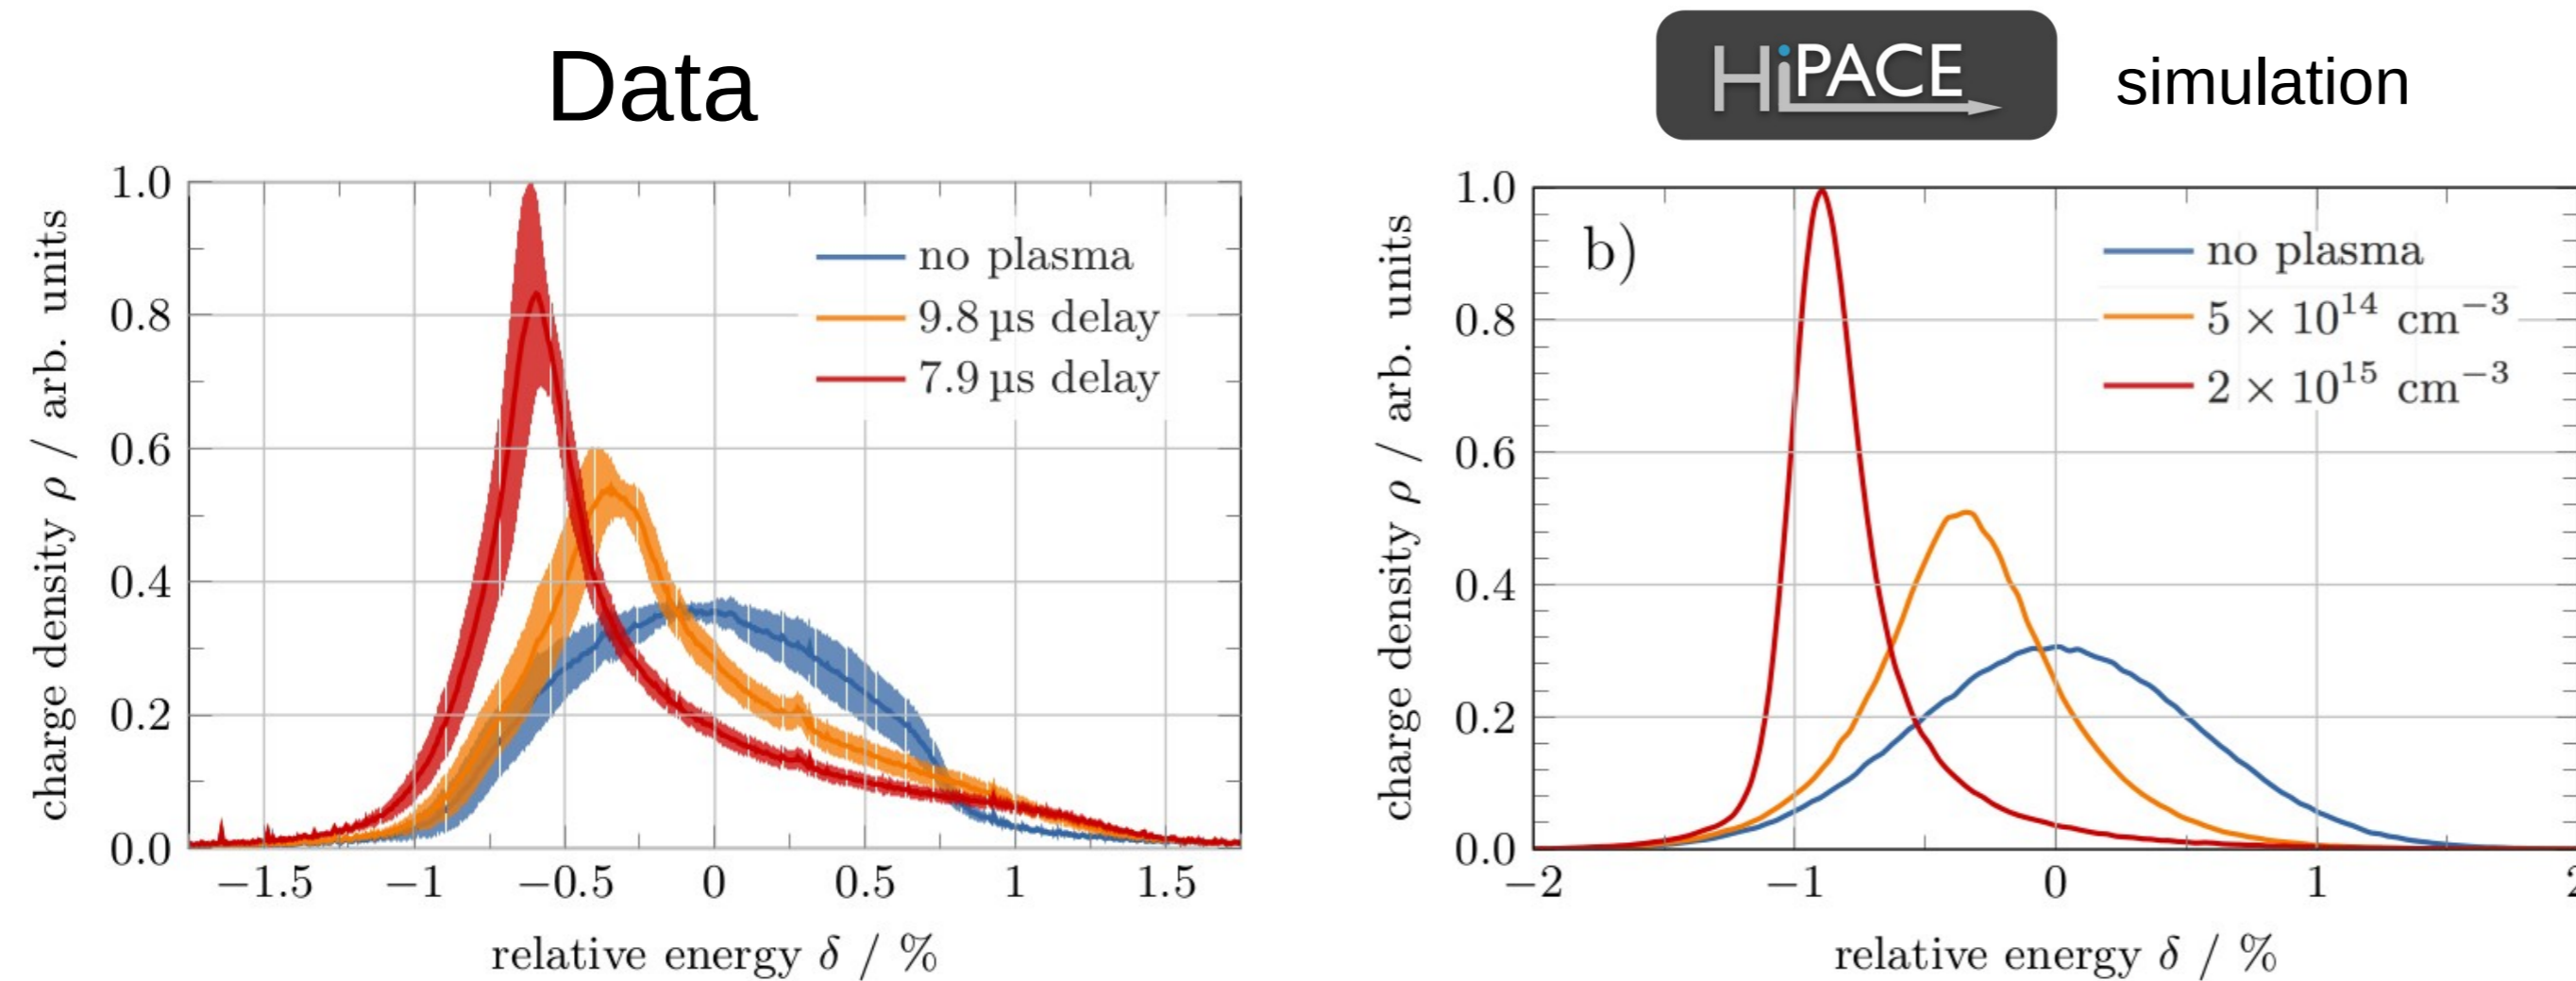 Data
HiPACE
simulation
1.0
0.8
0.6
0.4
0.2
0.0
charge density ρ / arb. units
no plasma
9.8 µs delay
7.9 µs delay
−1.5
−1
−0.5
0
0.5
1
1.5
relative energy δ / %
b)
1.0
0.8
0.6
0.4
0.2
0.0
charge density ρ / arb. units
no plasma
5 × 10¹⁴ cm⁻³
2 × 10¹⁵ cm⁻³
−2
−1
0
1
2
relative energy δ / %